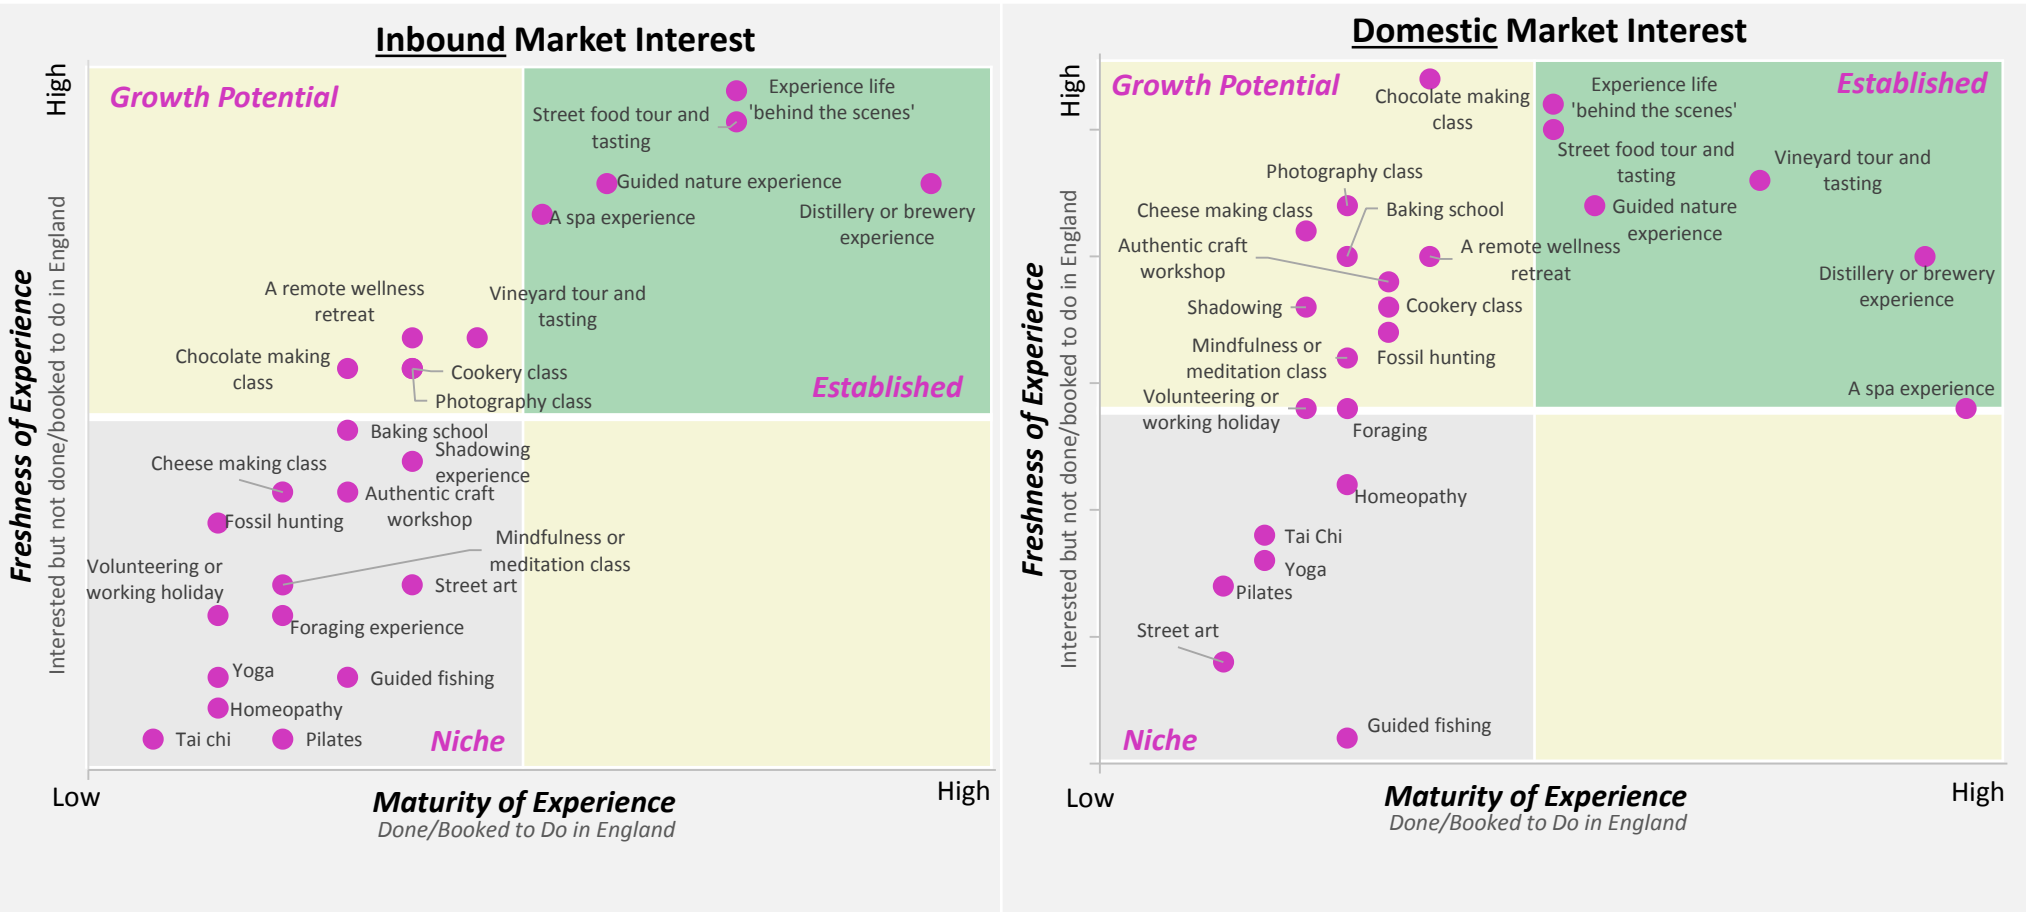 Inbound Market Interest
High
Growth Potential
Experience life
'behind the scenes'
Street food tour and
tasting
Guided nature experience
A spa experience
Distillery or brewery
experience
A remote wellness
retreat
Vineyard tour and
tasting
Chocolate making
class
Cookery class
Photography class
Established
Baking school
Shadowing
experience
Cheese making class
Authentic craft
workshop
Fossil hunting
Mindfulness or
meditation class
Volunteering or
working holiday
Street art
Foraging experience
Yoga
Guided fishing
Homeopathy
Tai chi
Pilates
Niche
Freshness of Experience
Interested but not done/booked to do in England
Low
Maturity of Experience
Done/Booked to Do in England
High
Domestic Market Interest
High
Growth Potential
Chocolate making
class
Experience life
'behind the scenes'
Established
Street food tour and
tasting
Vineyard tour and
tasting
Photography class
Cheese making class
Baking school
Guided nature
experience
Authentic craft
workshop
A remote wellness
retreat
Distillery or brewery
experience
Shadowing
Cookery class
Mindfulness or
meditation class
Fossil hunting
Volunteering or
working holiday
A spa experience
Foraging
Homeopathy
Tai Chi
Yoga
Pilates
Street art
Guided fishing
Niche
Freshness of Experience
Interested but not done/booked to do in England
Low
Maturity of Experience
Done/Booked to Do in England
High